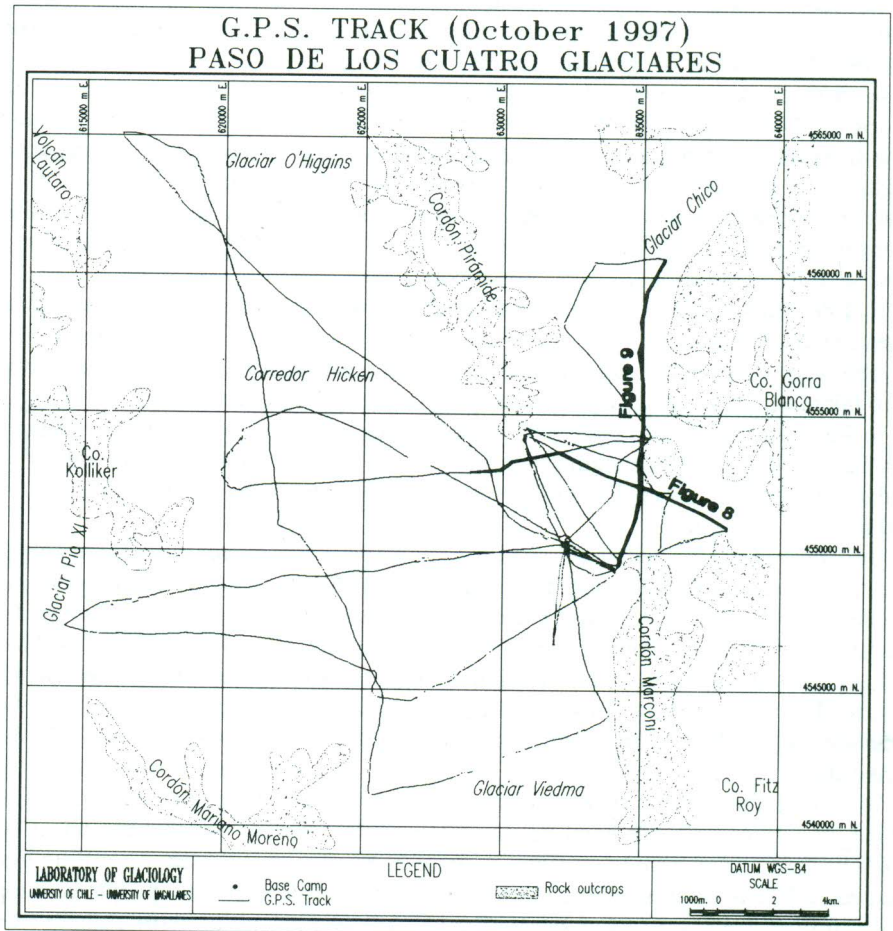 G.P.S. TRACK (October 1997)
PASO DE LOS CUATRO GLACIARES
615000 m E.
620000 m E.
625000 m E.
630000 m E.
635000 m E.
640000 m E.
4565000 m N.
Volcán
Lautaro
Glaciar O'Higgins
Cordón Pirámide
Glaciar Chico
4560000 m N.
Figure 9
Corredor Hicken
Co. Gorra
Blanca
4555000 m N.
Co.
Kolliker
Figure 8
Glaciar Pio XI
4550000 m N.
Cordón Marconi
4545000 m N.
Cordón Mariano Moreno
Glaciar Viedma
Co. Fitz
Roy
4540000 m N.
LABORATORY OF GLACIOLOGY
UNIVERSITY OF CHILE - UNIVERSITY OF MAGALLANES
LEGEND
Base Camp
G.P.S. Track
Rock outcrops
DATUM WGS-84
SCALE
1000m. 0 2 4km.